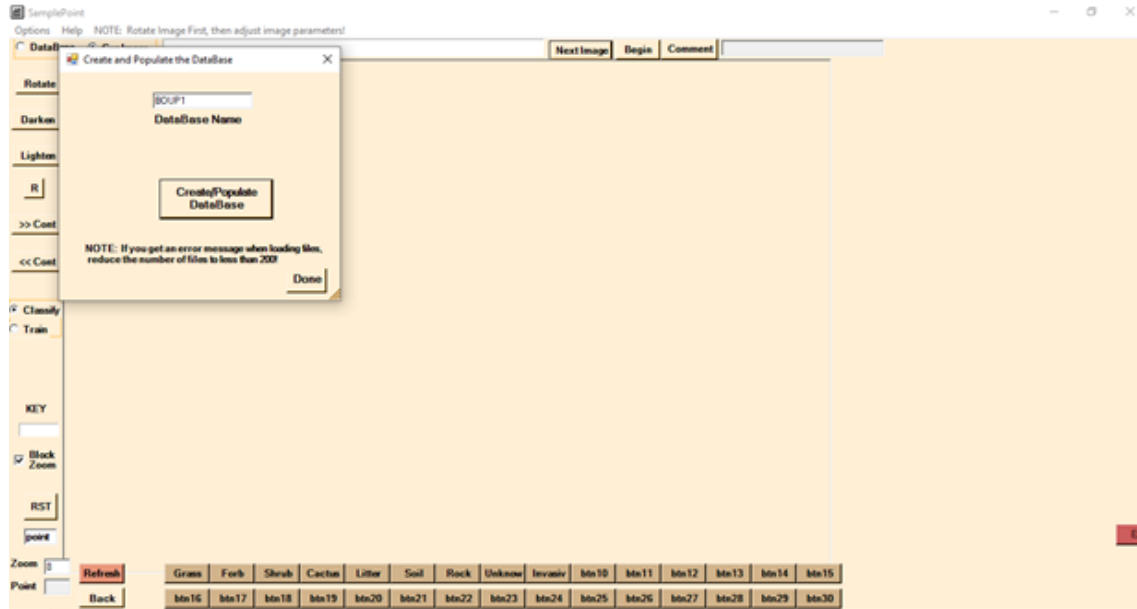 SamplePoint
Options Help NOTE: Rotate Image First, then adjust image parameters!
Next Image Begin Comment
Create and Populate the DataBase
BOUP1
DataBase Name
Create/Populate
DataBase
NOTE: If you get an error message when loading files,
reduce the number of files to less than 200!
Done
Rotate
Darken
Lighten
R
>> Cont
<< Cont
Classify
Train
KEY
Block
Zoom
RST
point
Zoom 8
Point
Refresh Grass Forb Shrub Cactus Litter Soil Rock Unknow Invasiv btn10 btn11 btn12 btn13 btn14 btn15
Back btn16 btn17 btn18 btn19 btn20 btn21 btn22 btn23 btn24 btn25 btn26 btn27 btn28 btn29 btn30